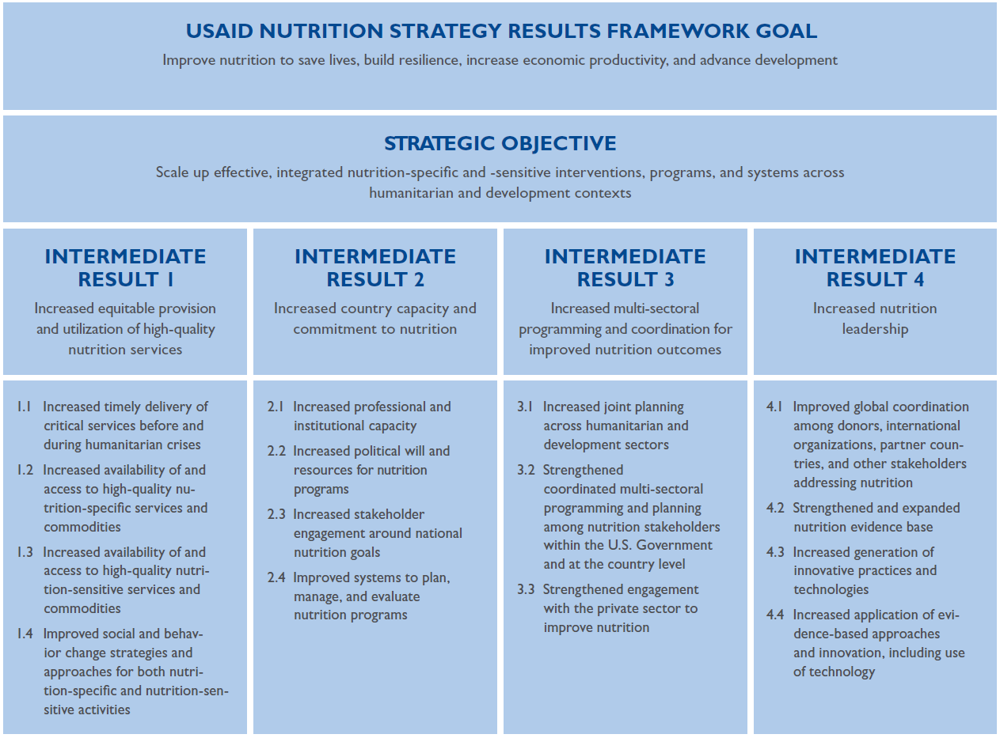 USAID NUTRITION STRATEGY RESULTS FRAMEWORK GOAL
Improve nutrition to save lives, build resilience, increase economic productivity, and advance development
STRATEGIC OBJECTIVE
Scale up effective, integrated nutrition-specific and -sensitive interventions, programs, and systems across
humanitarian and development contexts
INTERMEDIATE
RESULT 1
Increased equitable provision
and utilization of high-quality
nutrition services
INTERMEDIATE
RESULT 2
Increased country capacity and
commitment to nutrition
INTERMEDIATE
RESULT 3
Increased multi-sectoral
programming and coordination for
improved nutrition outcomes
INTERMEDIATE
RESULT 4
Increased nutrition
leadership
1.1 Increased timely delivery of
critical services before and
during humanitarian crises
1.2 Increased availability of and
access to high-quality nu-
trition-specific services and
commodities
1.3 Increased availability of and
access to high-quality nutri-
tion-sensitive services and
commodities
1.4 Improved social and behav-
ior change strategies and
approaches for both nutri-
tion-specific and nutrition-sen-
sitive activities
2.1 Increased professional and
institutional capacity
2.2 Increased political will and
resources for nutrition
programs
2.3 Increased stakeholder
engagement around national
nutrition goals
2.4 Improved systems to plan,
manage, and evaluate
nutrition programs
3.1 Increased joint planning
across humanitarian and
development sectors
3.2 Strengthened
coordinated multi-sectoral
programming and planning
among nutrition stakeholders
within the U.S. Government
and at the country level
3.3 Strengthened engagement
with the private sector to
improve nutrition
4.1 Improved global coordination
among donors, international
organizations, partner coun-
tries, and other stakeholders
addressing nutrition
4.2 Strengthened and expanded
nutrition evidence base
4.3 Increased generation of
innovative practices and
technologies
4.4 Increased application of evi-
dence-based approaches
and innovation, including use
of technology